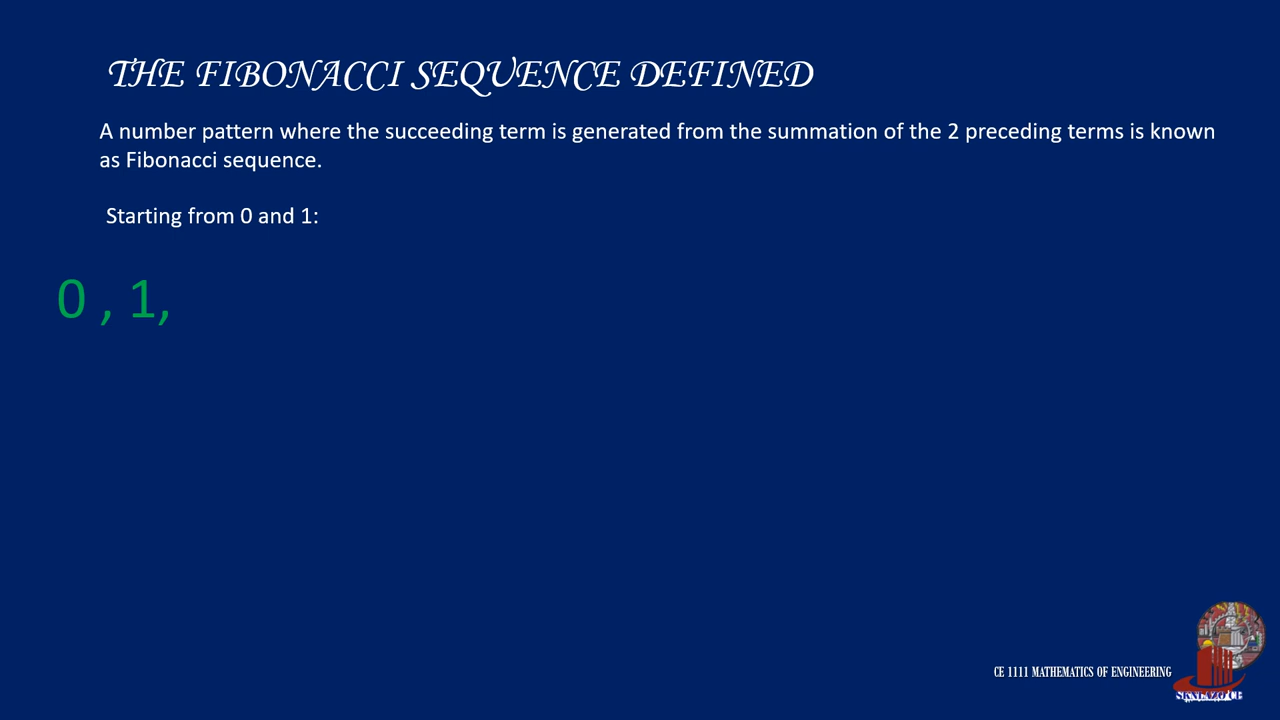 THE FIBONACCI SEQUENCE DEFINED
A number pattern where the succeeding term is generated from the summation of the 2 preceding terms is known
as Fibonacci sequence.
Starting from 0 and 1:
0 , 1,
CE 1111 MATHEMATICS OF ENGINEERING